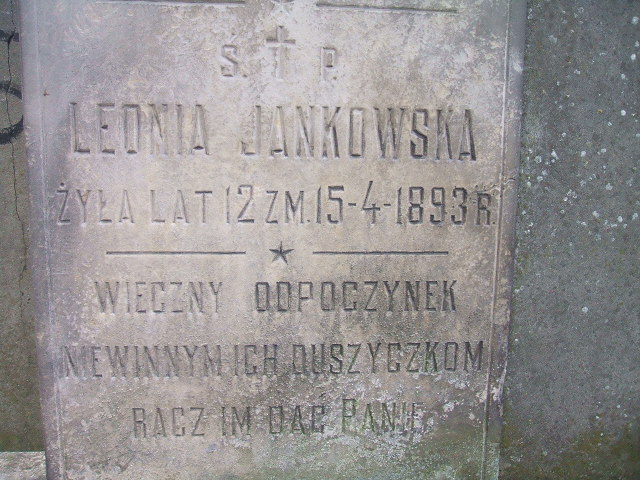 Ś. P.
LEONIA JANKOWSKA
ŻYŁA LAT 12 ZM. 15-4-1893 R.
WIECZNY ODPOCZYNEK
NIEWINNYM ICH DUSZYCZKOM
RACZ IM DAĆ PANIE